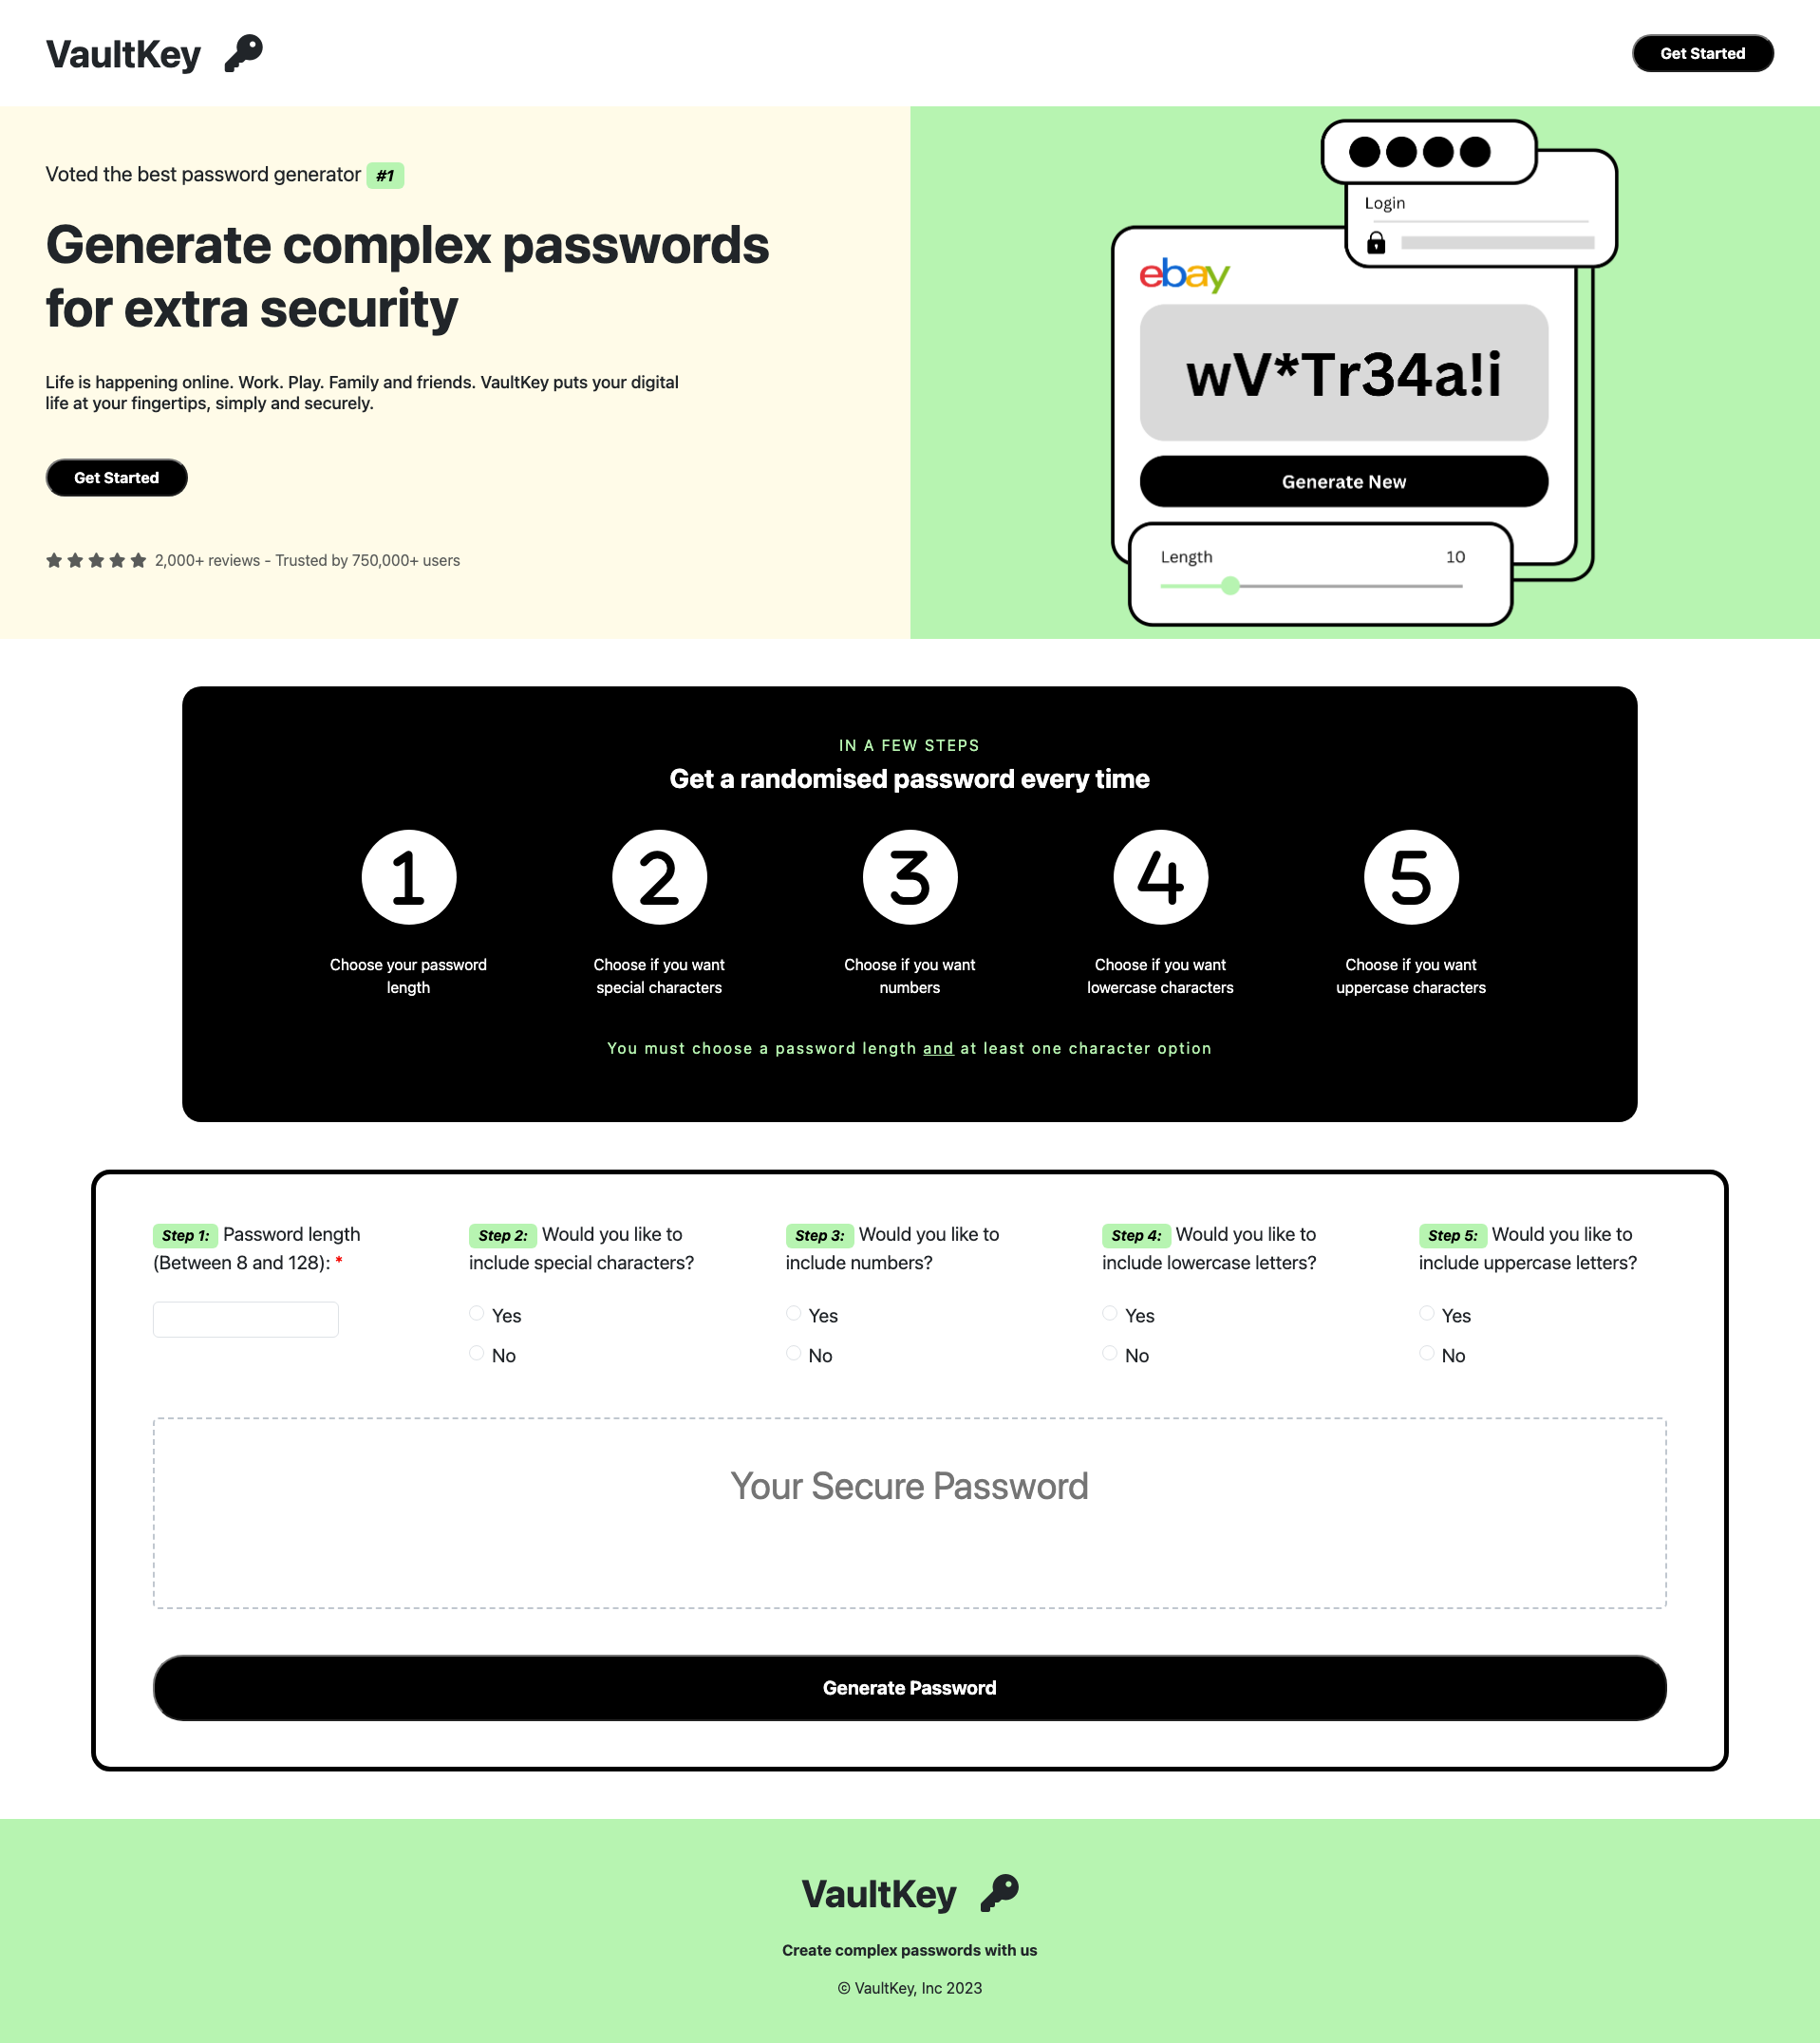 VaultKey
Get Started
Voted the best password generator #1
Generate complex passwords
for extra security
Life is happening online. Work. Play. Family and friends. VaultKey puts your digital
life at your fingertips, simply and securely.
Get Started
2,000+ reviews - Trusted by 750,000+ users
Login
ebay
wV*Tr34a!i
Generate New
Length 10
IN A FEW STEPS
Get a randomised password every time
1 2 3 4 5
Choose your password
length
Choose if you want
special characters
Choose if you want
numbers
Choose if you want
lowercase characters
Choose if you want
uppercase characters
You must choose a password length and at least one character option
Step 1: Password length
(Between 8 and 128): *
Step 2: Would you like to
include special characters?
Yes
No
Step 3: Would you like to
include numbers?
Yes
No
Step 4: Would you like to
include lowercase letters?
Yes
No
Step 5: Would you like to
include uppercase letters?
Yes
No
Your Secure Password
Generate Password
VaultKey
Create complex passwords with us
© VaultKey, Inc 2023